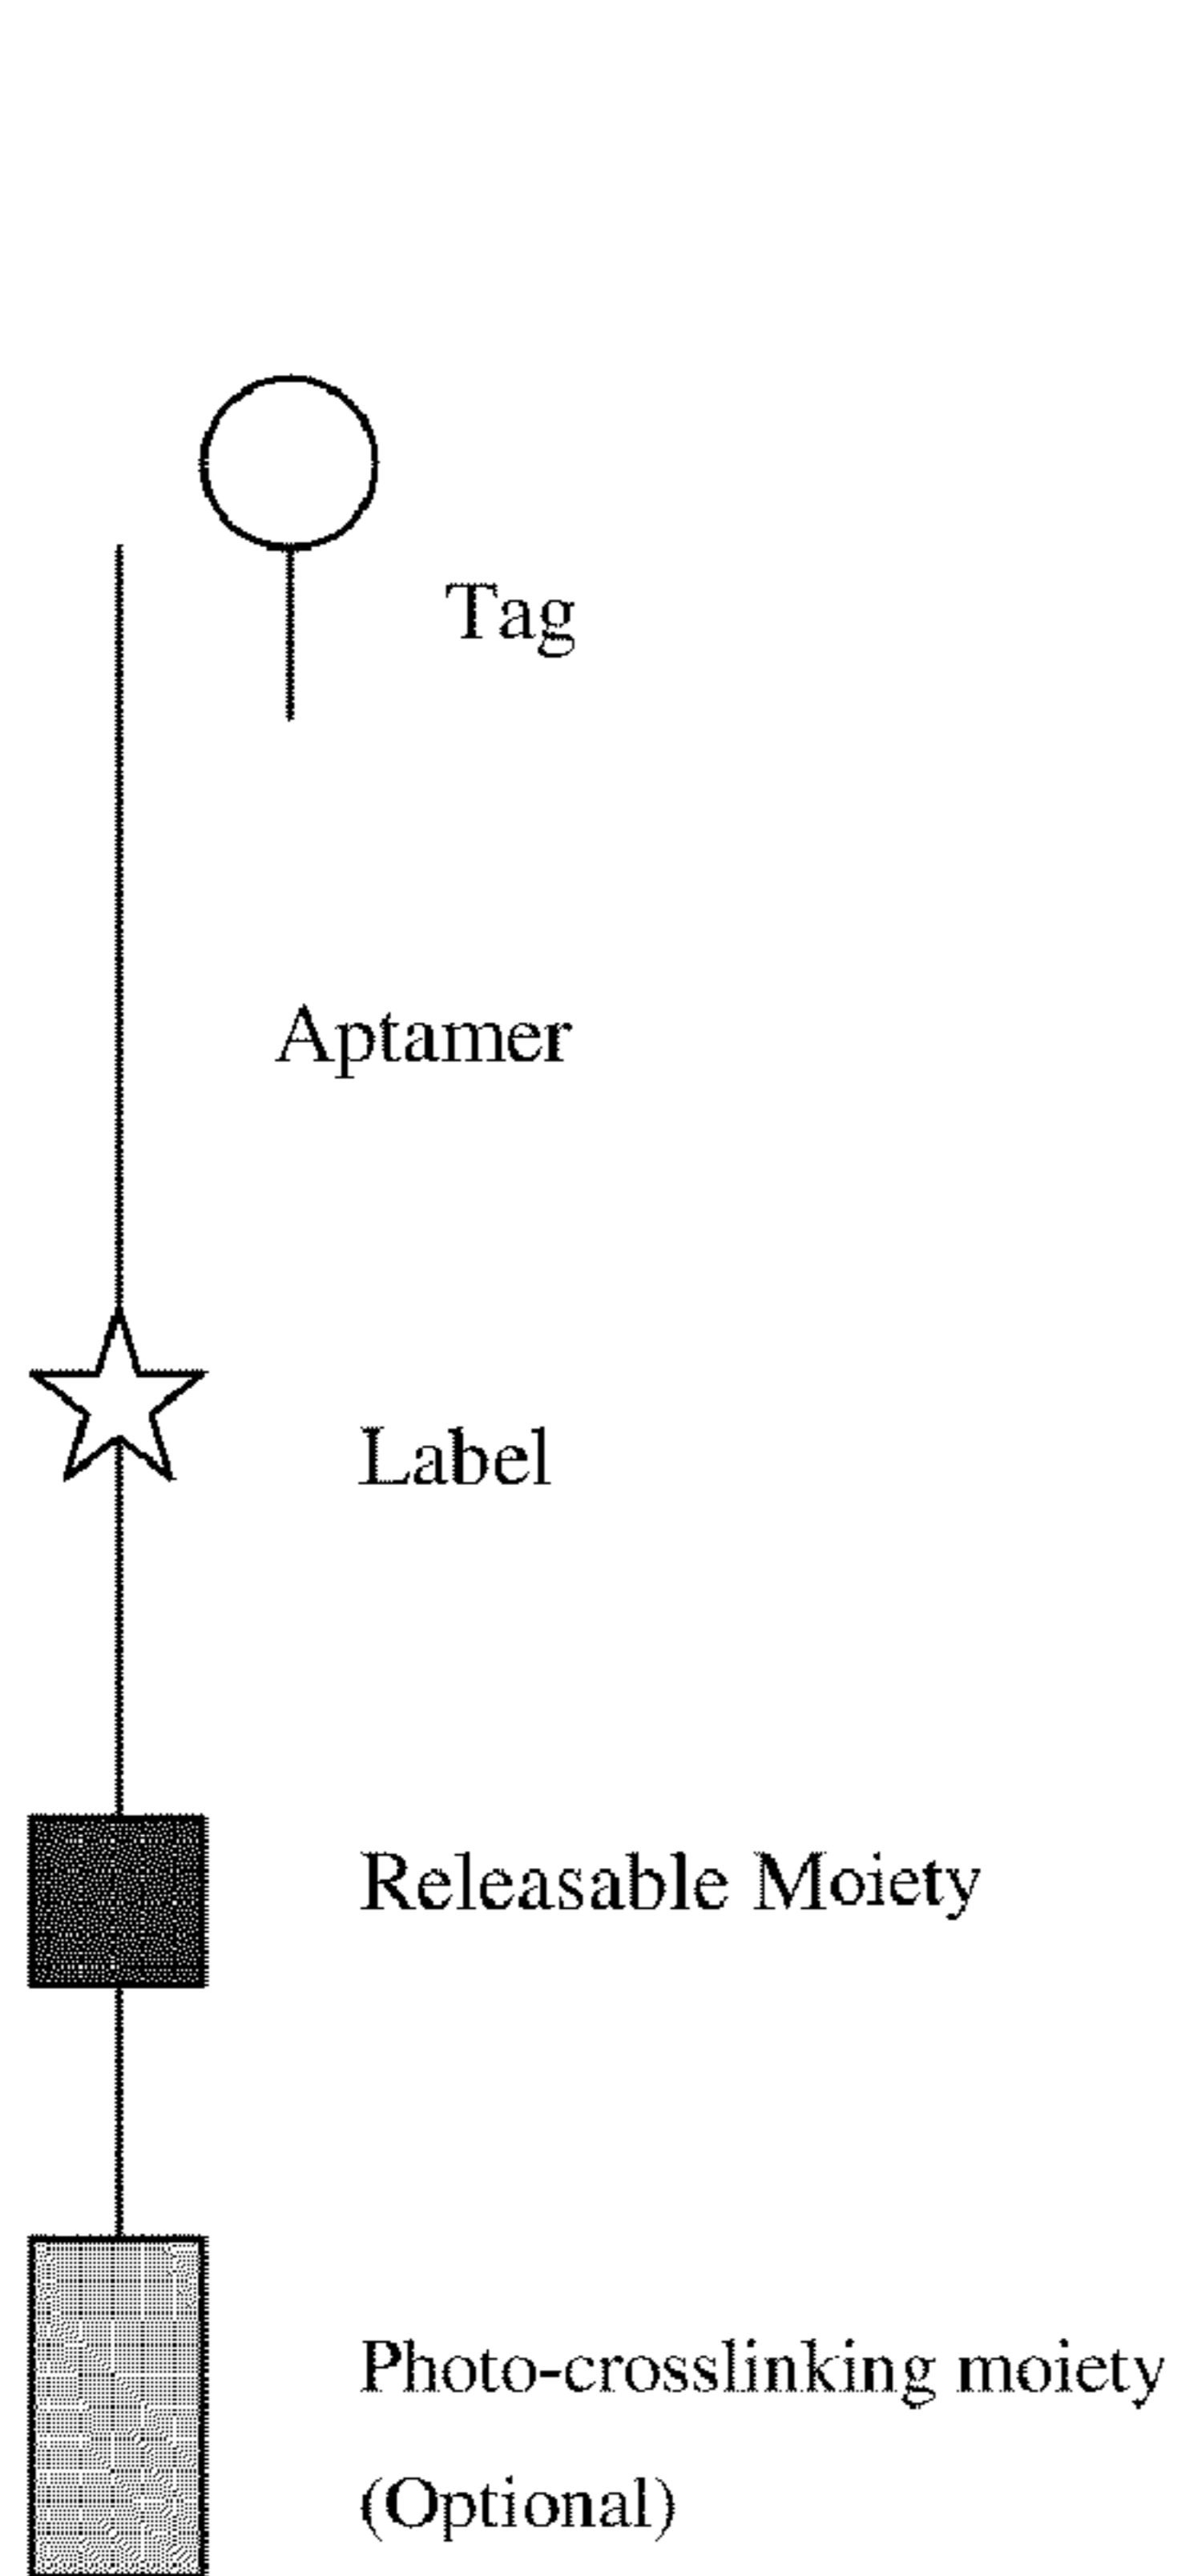 Tag
Aptamer
Label
Releasable Moiety
Photo-crosslinking moiety
(Optional)